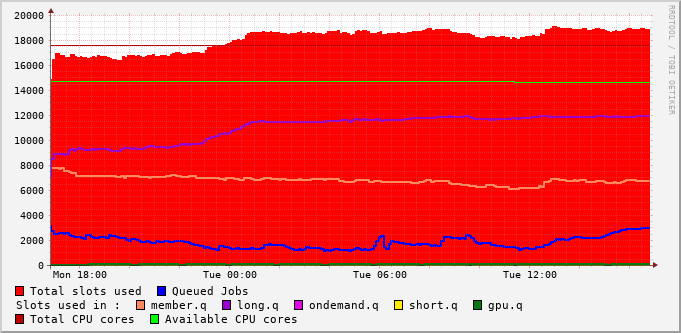 RRDTOOL / TOBI OETIKER
20000
18000
16000
14000
12000
10000
8000
6000
4000
2000
0
Mon 18:00 Tue 00:00 Tue 06:00 Tue 12:00
Total slots used Queued Jobs
Slots used in : member.q long.q ondemand.q short.q gpu.q
Total CPU cores Available CPU cores